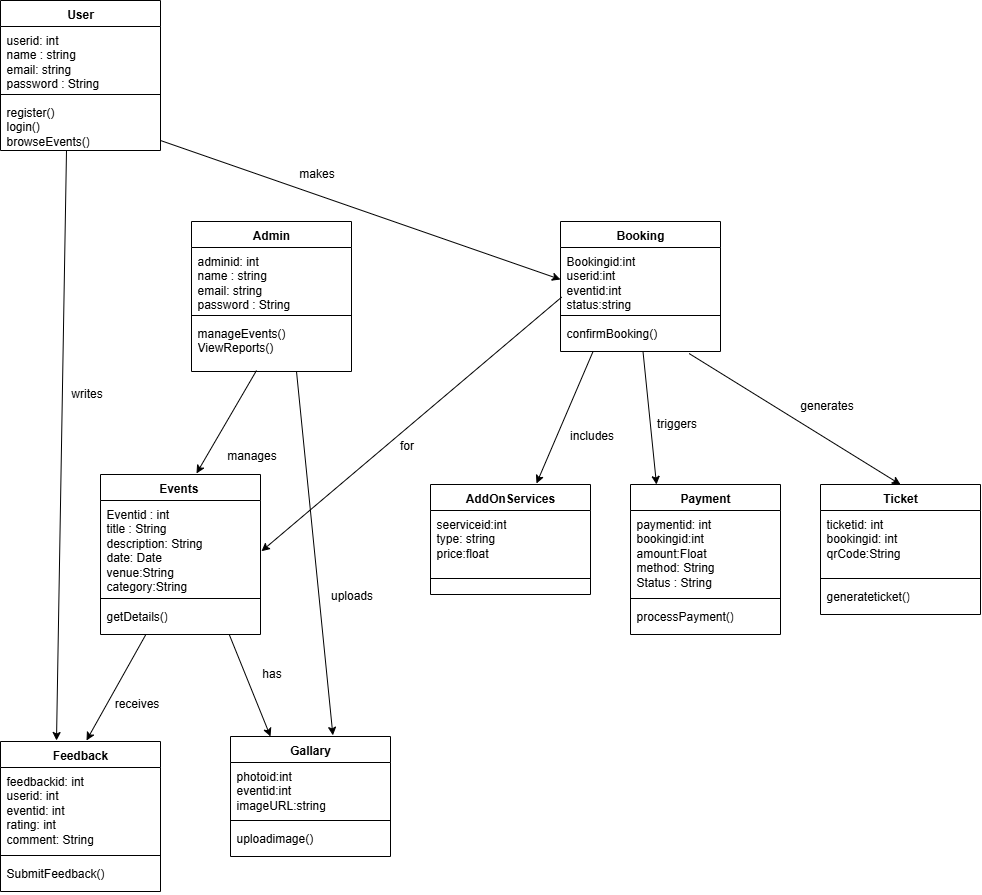 User
userid: int
name : string
email: string
password : String
register()
login()
browseEvents()
makes
Admin
adminid: int
name : string
email: string
password : String
manageEvents()
ViewReports()
Booking
Bookingid:int
userid:int
eventid:int
status:string
confirmBooking()
writes
manages
for
includes
triggers
generates
Events
Eventid : int
title : String
description: String
date: Date
venue:String
category:String
getDetails()
AddOnServices
seerviceid:int
type: string
price:float
Payment
paymentid: int
bookingid:int
amount:Float
method: String
Status : String
processPayment()
Ticket
ticketid: int
bookingid: int
qrCode:String
generateticket()
uploads
receives
has
Feedback
feedbackid: int
userid: int
eventid: int
rating: int
comment: String
SubmitFeedback()
Gallary
photoid:int
eventid:int
imageURL:string
uploadimage()